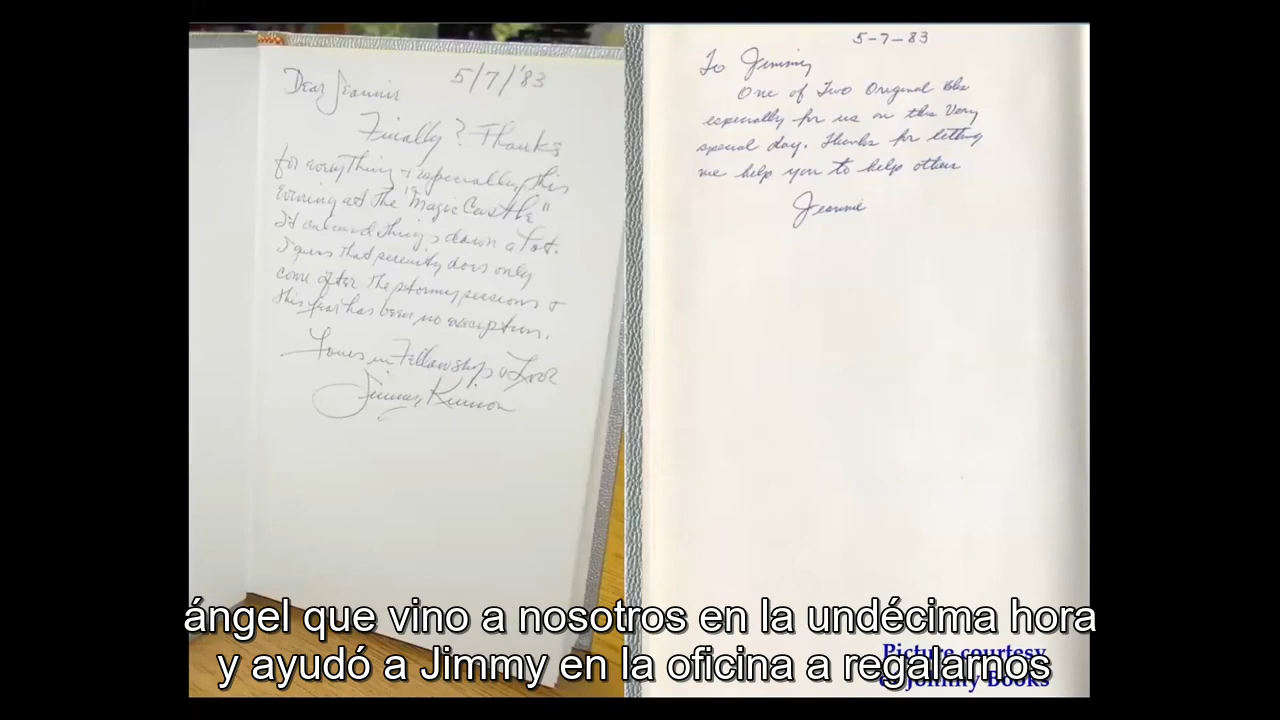 5/7/'83
Dear Jeannie
Finally? Thanks
for everything + especially this
evening at the "Magic Castle"
It calmed things down a lot.
I guess that serenity does only
come after the stormy sessions +
this year has been no exception.
Yours in Fellowship & Love
Jimmy Kinnon
5-7-83
To Jimmy
One of Two Original
especially for us on this Very
special day. Thanks for letting
me help you to help others
Jeannie
Picture courtesy
of Johnny Books
ángel que vino a nosotros en la undécima hora
y ayudó a Jimmy en la oficina a regalarnos